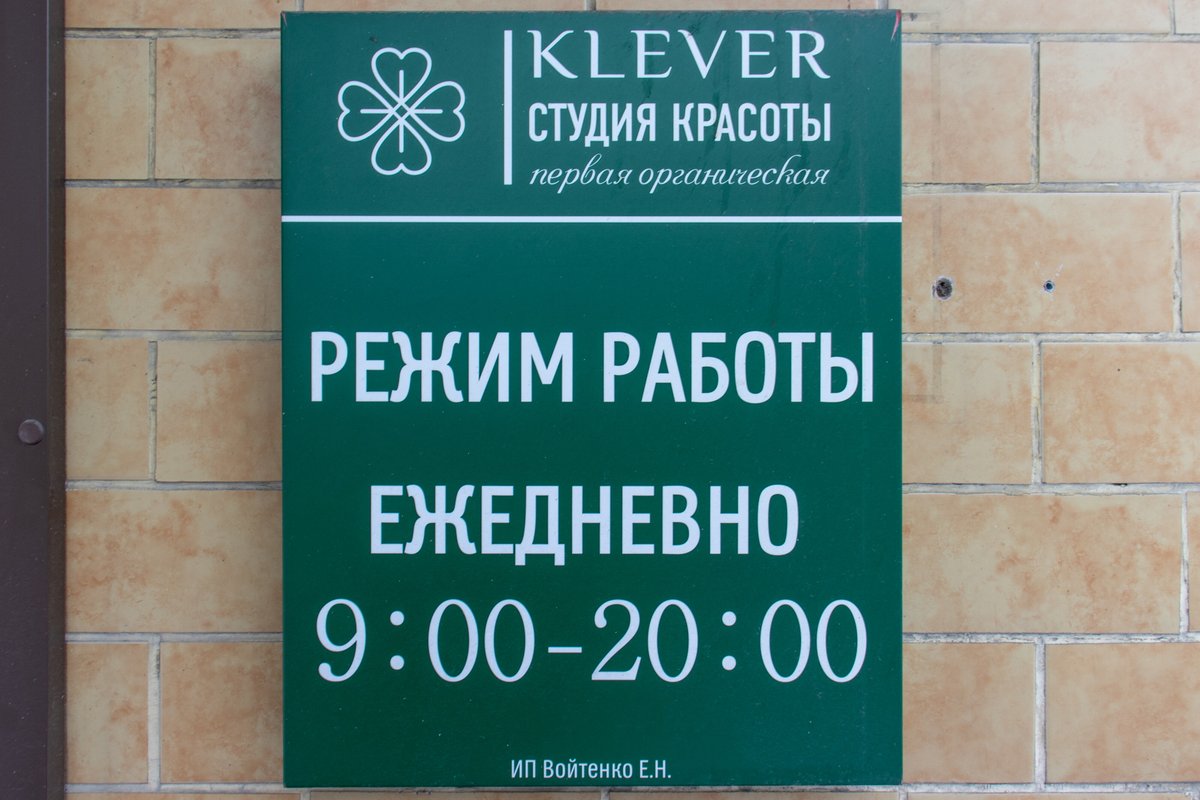 KLEVER
СТУДИЯ КРАСОТЫ
первая органическая
РЕЖИМ РАБОТЫ
ЕЖЕДНЕВНО
9:00-20:00
ИП Войтенко Е.Н.